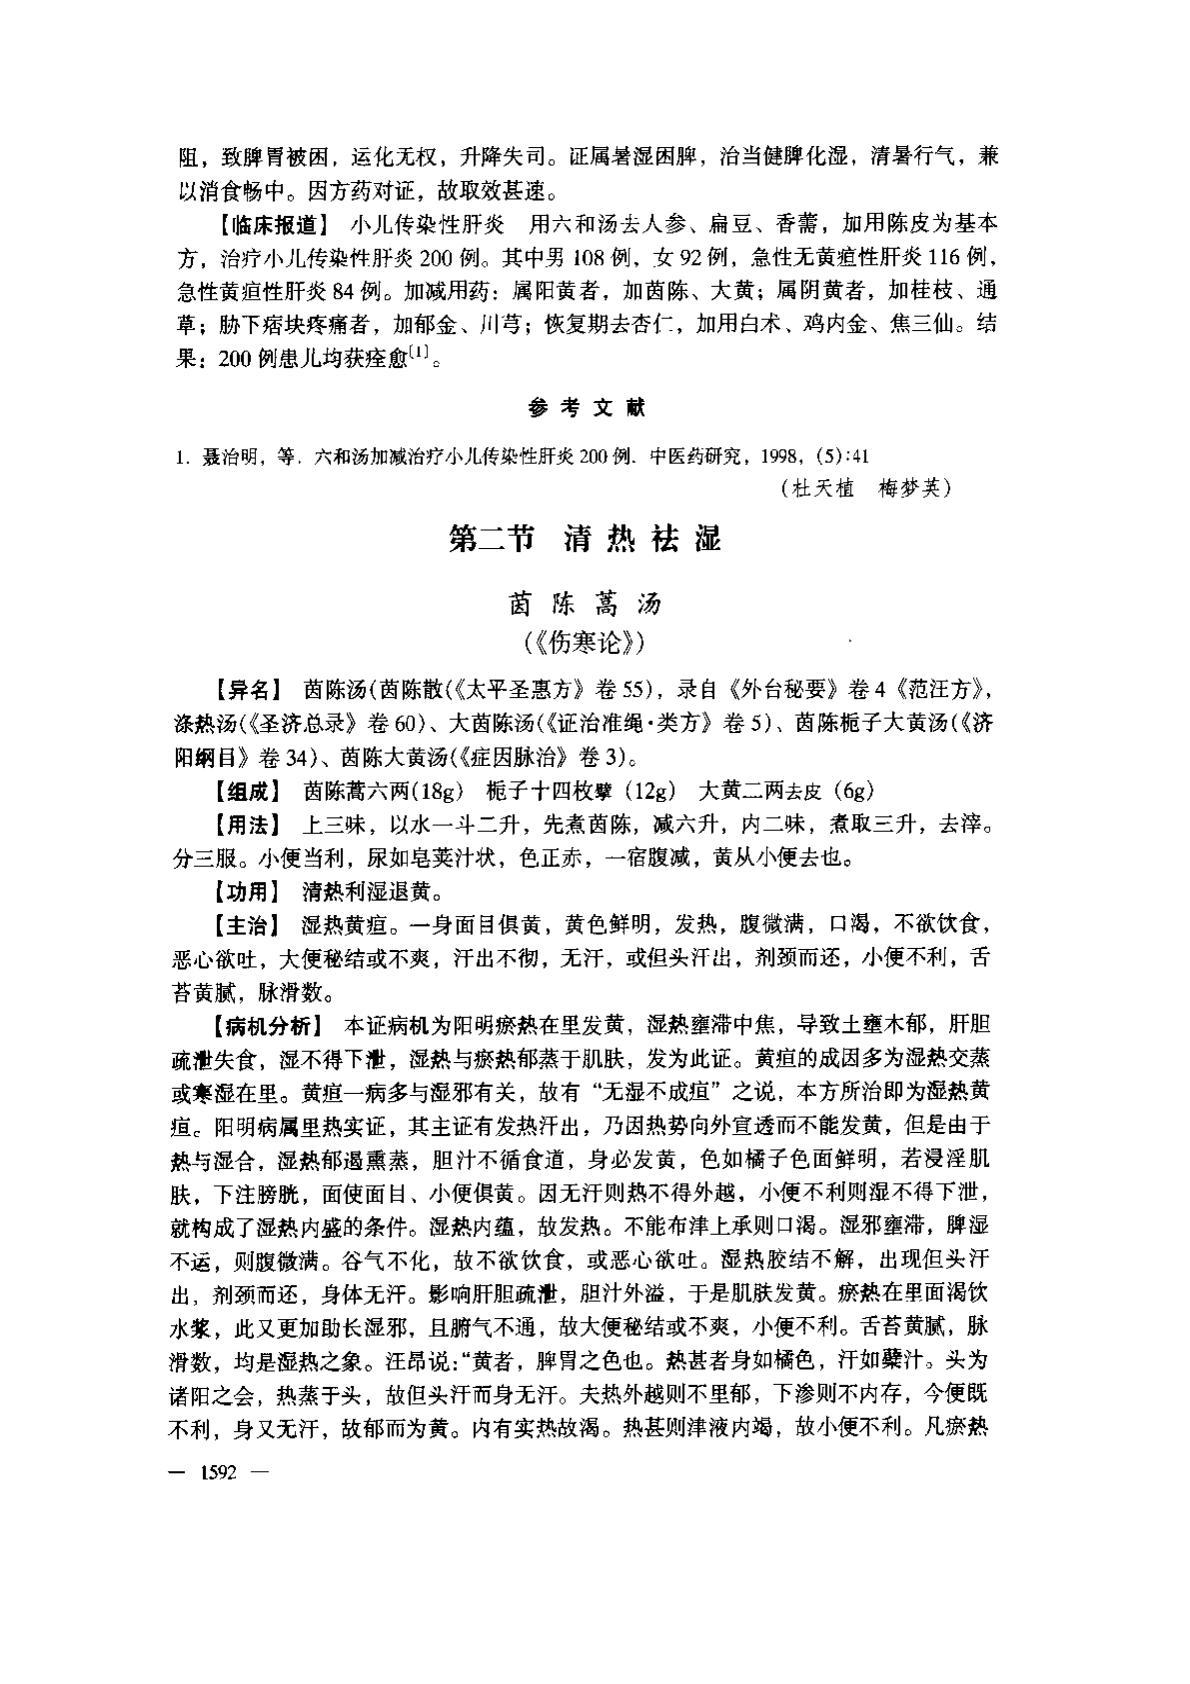 阻，致脾胃被困，运化无权，升降失司。证属暑湿困脾，治当健脾化湿，清暑行气，兼
以消食畅中。因方药对证，故取效甚速。
【临床报道】 小儿传染性肝炎 用六和汤去人参、扁豆、香薷，加用陈皮为基本
方，治疗小儿传染性肝炎 200 例。其中男 108 例，女 92 例，急性无黄疸性肝炎 116 例，
急性黄疸性肝炎 84 例。加减用药：属阳黄者，加茵陈、大黄；属阴黄者，加桂枝、通
草；胁下痞块疼痛者，加郁金、川芎；恢复期去杏仁，加用白术、鸡内金、焦三仙。结
果：200 例患儿均获痊愈[1]。
参考文献
1. 聂治明，等．六和汤加减治疗小儿传染性肝炎 200 例．中医药研究，1998，(5):41
(杜天植 梅梦英)
第二节 清热祛湿
茵陈蒿汤
(《伤寒论》)
【异名】 茵陈汤(茵陈散(《太平圣惠方》卷 55)，录自《外台秘要》卷 4《范汪方》，
涤热汤(《圣济总录》卷 60)、大茵陈汤(《证治准绳·类方》卷 5)、茵陈栀子大黄汤(《济
阳纲目》卷 34)、茵陈大黄汤(《症因脉治》卷 3)。
【组成】 茵陈蒿六两(18g) 栀子十四枚擘（12g） 大黄二两去皮（6g）
【用法】 上三味，以水一斗二升，先煮茵陈，减六升，内二味，煮取三升，去滓。
分三服。小便当利，尿如皂荚汁状，色正赤，一宿腹减，黄从小便去也。
【功用】 清热利湿退黄。
【主治】 湿热黄疸。一身面目俱黄，黄色鲜明，发热，腹微满，口渴，不欲饮食，
恶心欲吐，大便秘结或不爽，汗出不彻，无汗，或但头汗出，剂颈而还，小便不利，舌
苔黄腻，脉滑数。
【病机分析】 本证病机为阳明瘀热在里发黄，湿热壅滞中焦，导致土壅木郁，肝胆
疏泄失食，湿不得下泄，湿热与瘀热郁蒸于肌肤，发为此证。黄疸的成因多为湿热交蒸
或寒湿在里。黄疸一病多与湿邪有关，故有“无湿不成疸”之说，本方所治即为湿热黄
疸。阳明病属里热实证，其主证有发热汗出，乃因热势向外宣透而不能发黄，但是由于
热与湿合，湿热郁遏熏蒸，胆汁不循食道，身必发黄，色如橘子色面鲜明，若浸淫肌
肤，下注膀胱，面使面目、小便俱黄。因无汗则热不得外越，小便不利则湿不得下泄，
就构成了湿热内盛的条件。湿热内蕴，故发热。不能布津上承则口渴。湿邪壅滞，脾湿
不运，则腹微满。谷气不化，故不欲饮食，或恶心欲吐。湿热胶结不解，出现但头汗
出，剂颈而还，身体无汗。影响肝胆疏泄，胆汁外溢，于是肌肤发黄。瘀热在里面渴饮
水浆，此又更加助长湿邪，且腑气不通，故大便秘结或不爽，小便不利。舌苔黄腻，脉
滑数，均是湿热之象。汪昂说:“黄者，脾胃之色也。热甚者身如橘色，汗如蘗汁。头为
诸阳之会，热蒸于头，故但头汗而身无汗。夫热外越则不里郁，下渗则不内存，今便既
不利，身又无汗，故郁而为黄。内有实热故渴。热甚则津液内竭，故小便不利。凡瘀热
— 1592 —